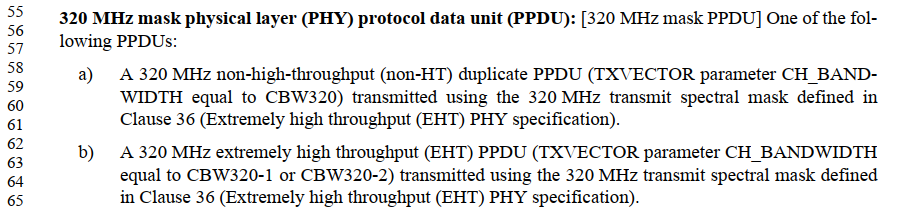 55
56
57
58
59
60
61
62
63
64
65
320 MHz mask physical layer (PHY) protocol data unit (PPDU): [320 MHz mask PPDU] One of the fol-
lowing PPDUs:
a) A 320 MHz non-high-throughput (non-HT) duplicate PPDU (TXVECTOR parameter CH_BAND-
WIDTH equal to CBW320) transmitted using the 320 MHz transmit spectral mask defined in
Clause 36 (Extremely high throughput (EHT) PHY specification).
b) A 320 MHz extremely high throughput (EHT) PPDU (TXVECTOR parameter CH_BANDWIDTH
equal to CBW320-1 or CBW320-2) transmitted using the 320 MHz transmit spectral mask defined
in Clause 36 (Extremely high throughput (EHT) PHY specification).